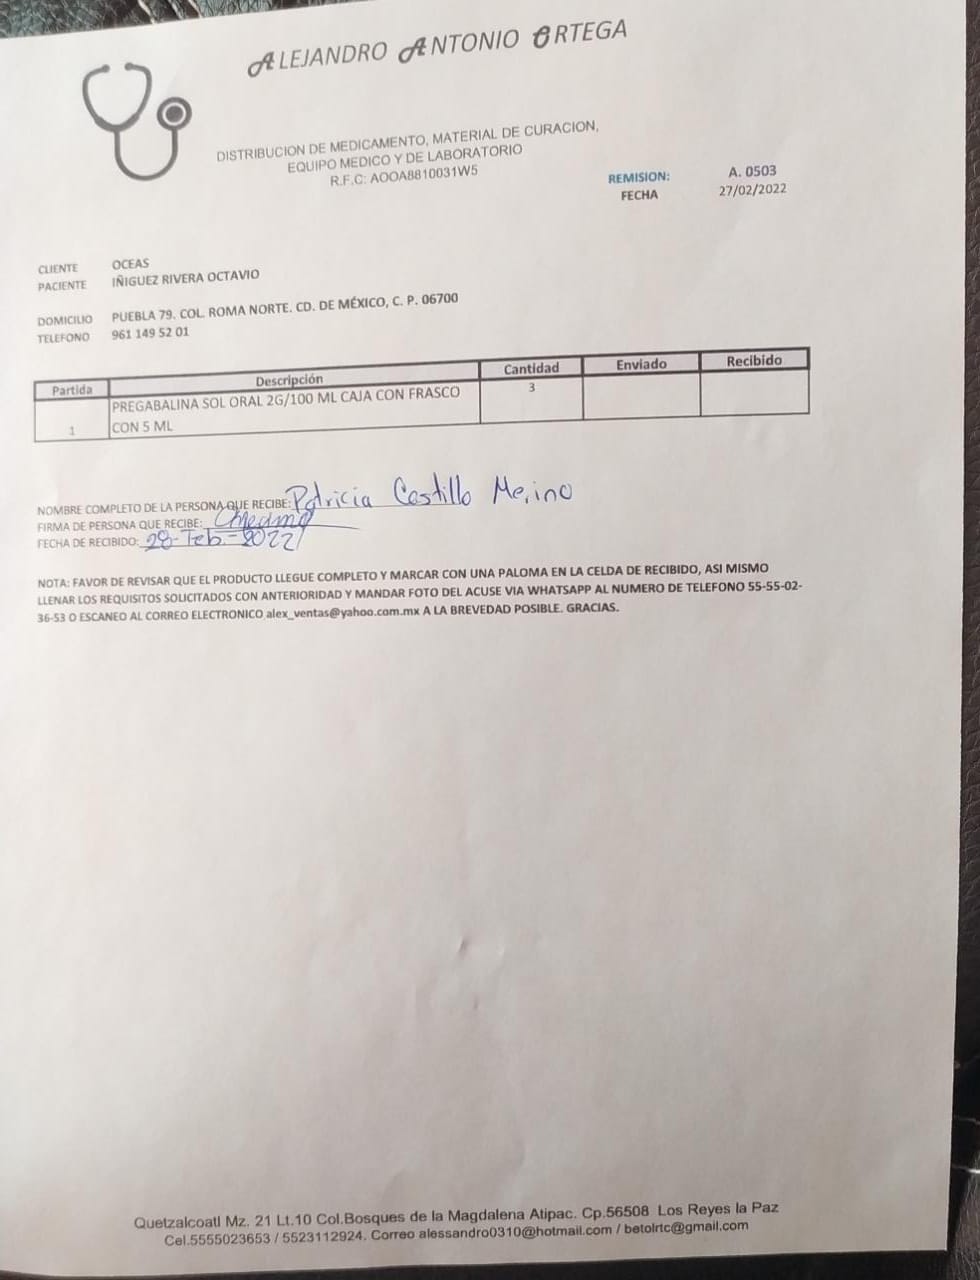 ALEJANDRO ANTONIO ORTEGA
DISTRIBUCION DE MEDICAMENTO, MATERIAL DE CURACION,
EQUIPO MEDICO Y DE LABORATORIO
R.F.C: AOOA8810031W5
REMISION: A. 0503
FECHA 27/02/2022
CLIENTE OCEAS
PACIENTE IÑIGUEZ RIVERA OCTAVIO
DOMICILIO PUEBLA 79. COL. ROMA NORTE. CD. DE MÉXICO, C. P. 06700
TELEFONO 961 149 52 01
Partida Descripción Cantidad Enviado Recibido
PREGABALINA SOL ORAL 2G/100 ML CAJA CON FRASCO 3
1 CON 5 ML
NOMBRE COMPLETO DE LA PERSONA QUE RECIBE: Patricia Castillo Merino
FIRMA DE PERSONA QUE RECIBE:
FECHA DE RECIBIDO: 28-Feb.-2022
NOTA: FAVOR DE REVISAR QUE EL PRODUCTO LLEGUE COMPLETO Y MARCAR CON UNA PALOMA EN LA CELDA DE RECIBIDO, ASI MISMO
LLENAR LOS REQUISITOS SOLICITADOS CON ANTERIORIDAD Y MANDAR FOTO DEL ACUSE VIA WHATSAPP AL NUMERO DE TELEFONO 55-55-02-
36-53 O ESCANEO AL CORREO ELECTRONICO alex_ventas@yahoo.com.mx A LA BREVEDAD POSIBLE. GRACIAS.
Quetzalcoatl Mz. 21 Lt.10 Col.Bosques de la Magdalena Atipac. Cp.56508 Los Reyes la Paz
Cel.5555023653 / 5523112924. Correo alessandro0310@hotmail.com / betolrtc@gmail.com